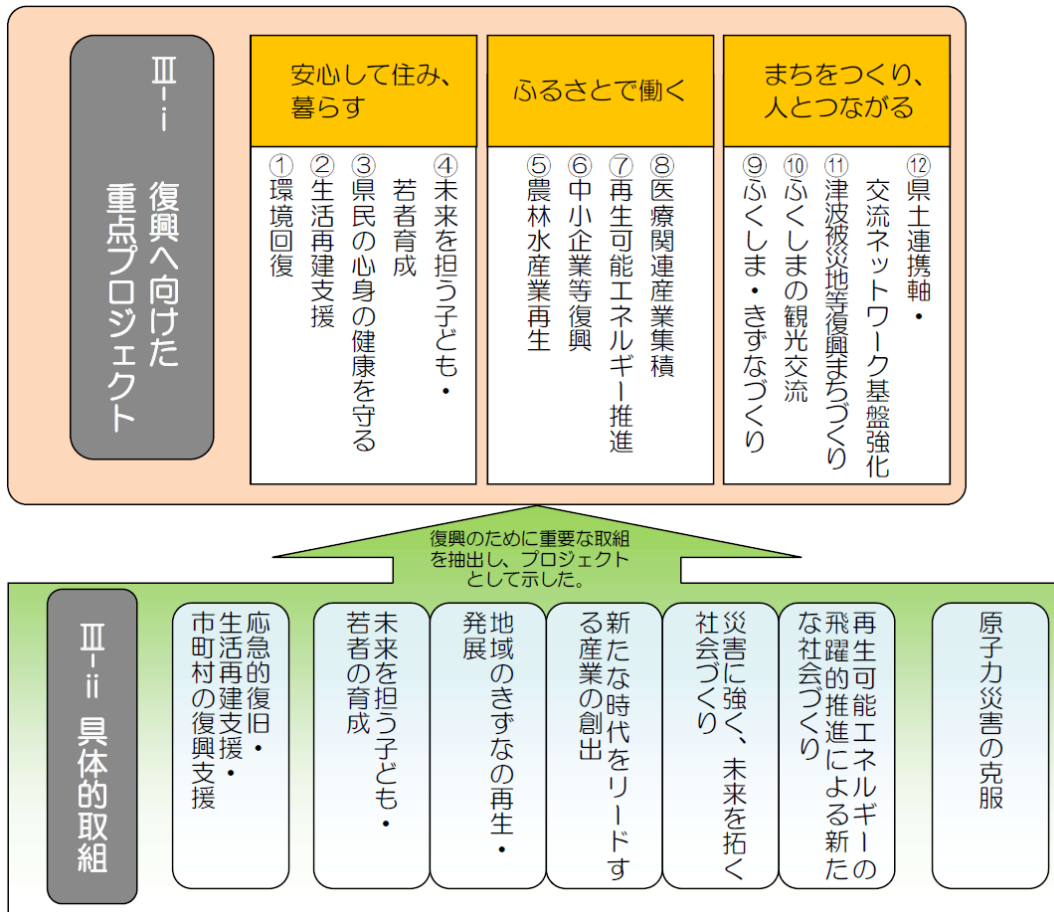 Ⅲ-ⅰ 復興へ向けた
重点プロジェクト
安心して住み、
暮らす
①環境回復
②生活再建支援
③県民の心身の健康を守る
④未来を担う子ども・
若者育成
ふるさとで働く
⑤農林水産業再生
⑥中小企業等復興
⑦再生可能エネルギー推進
⑧医療関連産業集積
まちをつくり、
人とつながる
⑨ふくしま・きずなづくり
⑩ふくしまの観光交流
⑪津波被災地等復興まちづくり
⑫県土連携軸・
交流ネットワーク基盤強化
復興のために重要な取組
を抽出し、プロジェクト
として示した。
Ⅲ-ⅱ 具体的取組
応急的復旧・
生活再建支援・
市町村の復興支援
未来を担う子ども・
若者の育成
地域のきずなの再生・
発展
新たな時代をリードす
る産業の創出
災害に強く、未来を拓く
社会づくり
再生可能エネルギーの
飛躍的推進による新た
な社会づくり
原子力災害の克服